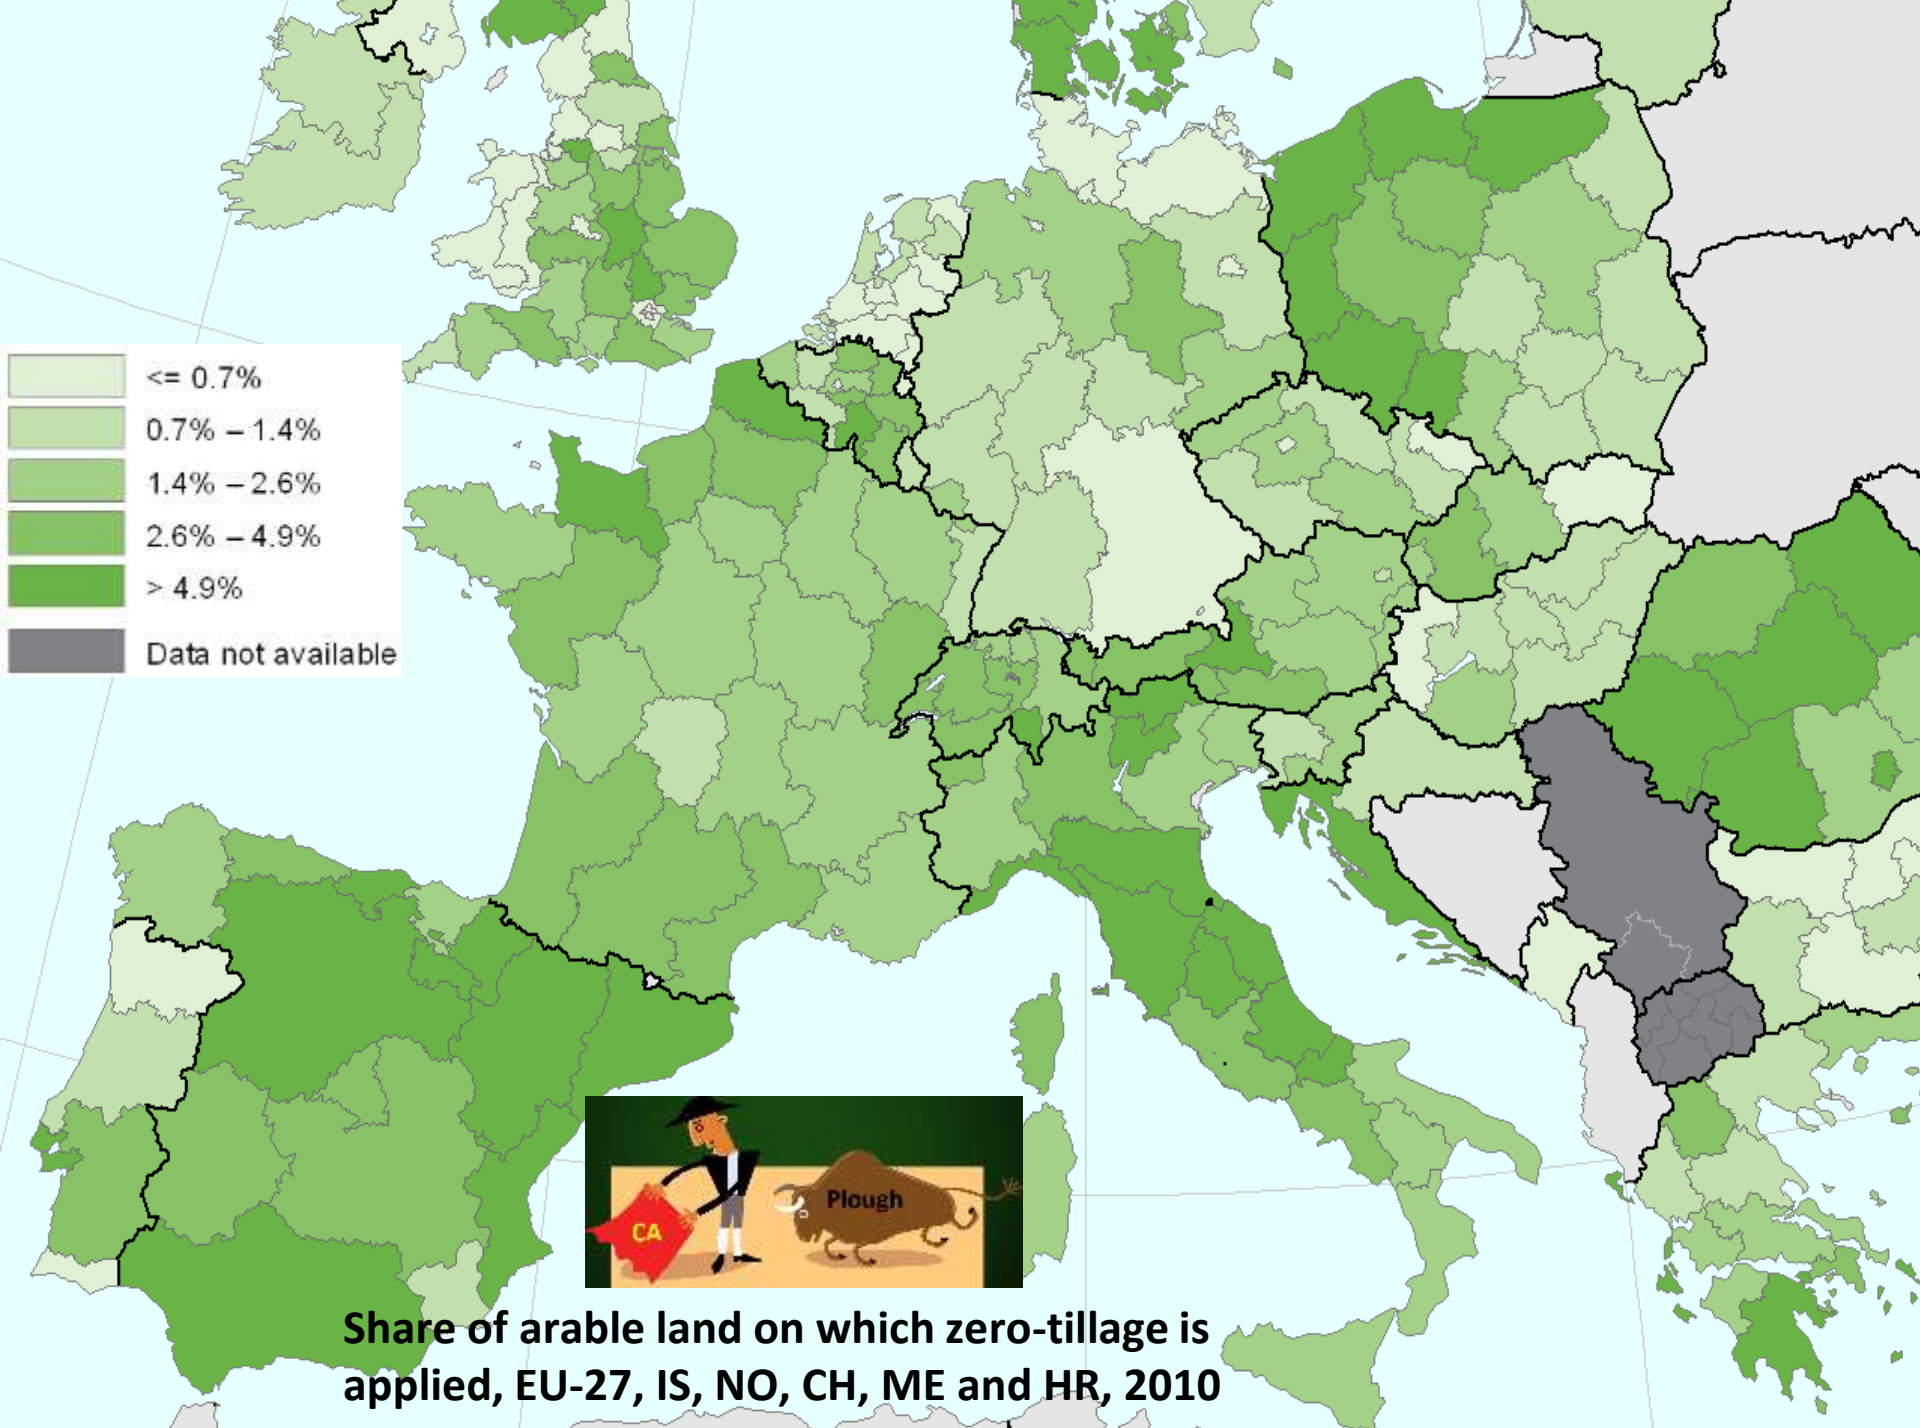 <= 0.7%
0.7% – 1.4%
1.4% – 2.6%
2.6% – 4.9%
> 4.9%
Data not available
Plough
CA
Share of arable land on which zero-tillage is
applied, EU-27, IS, NO, CH, ME and HR, 2010